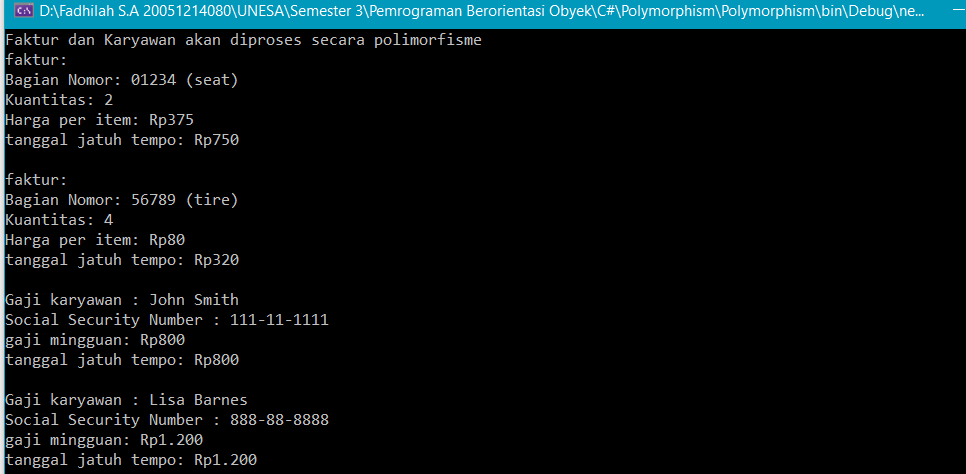 D:\Fadhilah S.A 20051214080\UNESA\Semester 3\Pemrograman Berorientasi Obyek\C#\Polymorphism\Polymorphism\bin\Debug\ne...
Faktur dan Karyawan akan diproses secara polimorfisme
faktur:
Bagian Nomor: 01234 (seat)
Kuantitas: 2
Harga per item: Rp375
tanggal jatuh tempo: Rp750
faktur:
Bagian Nomor: 56789 (tire)
Kuantitas: 4
Harga per item: Rp80
tanggal jatuh tempo: Rp320
Gaji karyawan : John Smith
Social Security Number : 111-11-1111
gaji mingguan: Rp800
tanggal jatuh tempo: Rp800
Gaji karyawan : Lisa Barnes
Social Security Number : 888-88-8888
gaji mingguan: Rp1.200
tanggal jatuh tempo: Rp1.200